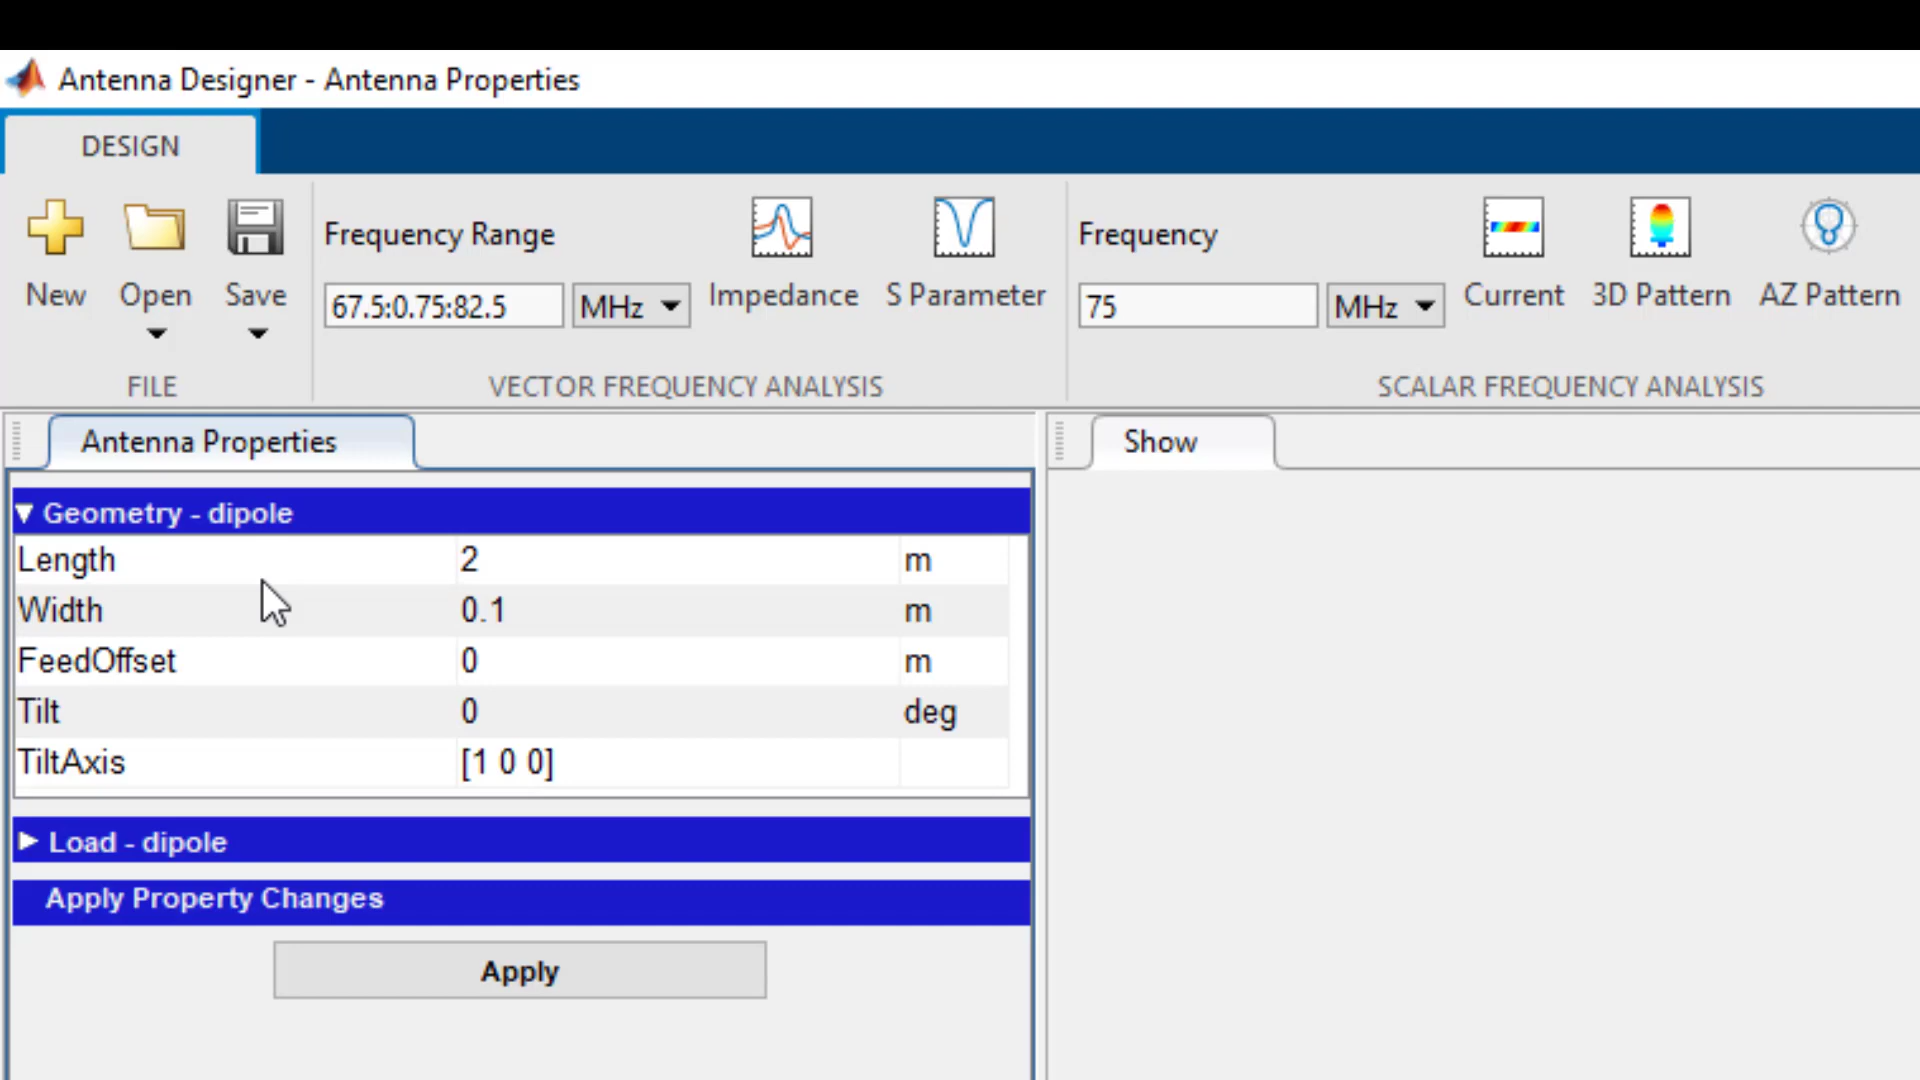 Antenna Designer - Antenna Properties
DESIGN
New
Open
Save
FILE
Frequency Range
67.5:0.75:82.5
MHz
Impedance
S Parameter
VECTOR FREQUENCY ANALYSIS
Frequency
75
MHz
Current
3D Pattern
AZ Pattern
SCALAR FREQUENCY ANALYSIS
Antenna Properties
Show
Geometry - dipole
Length 2 m
Width 0.1 m
FeedOffset 0 m
Tilt 0 deg
TiltAxis [1 0 0]
Load - dipole
Apply Property Changes
Apply